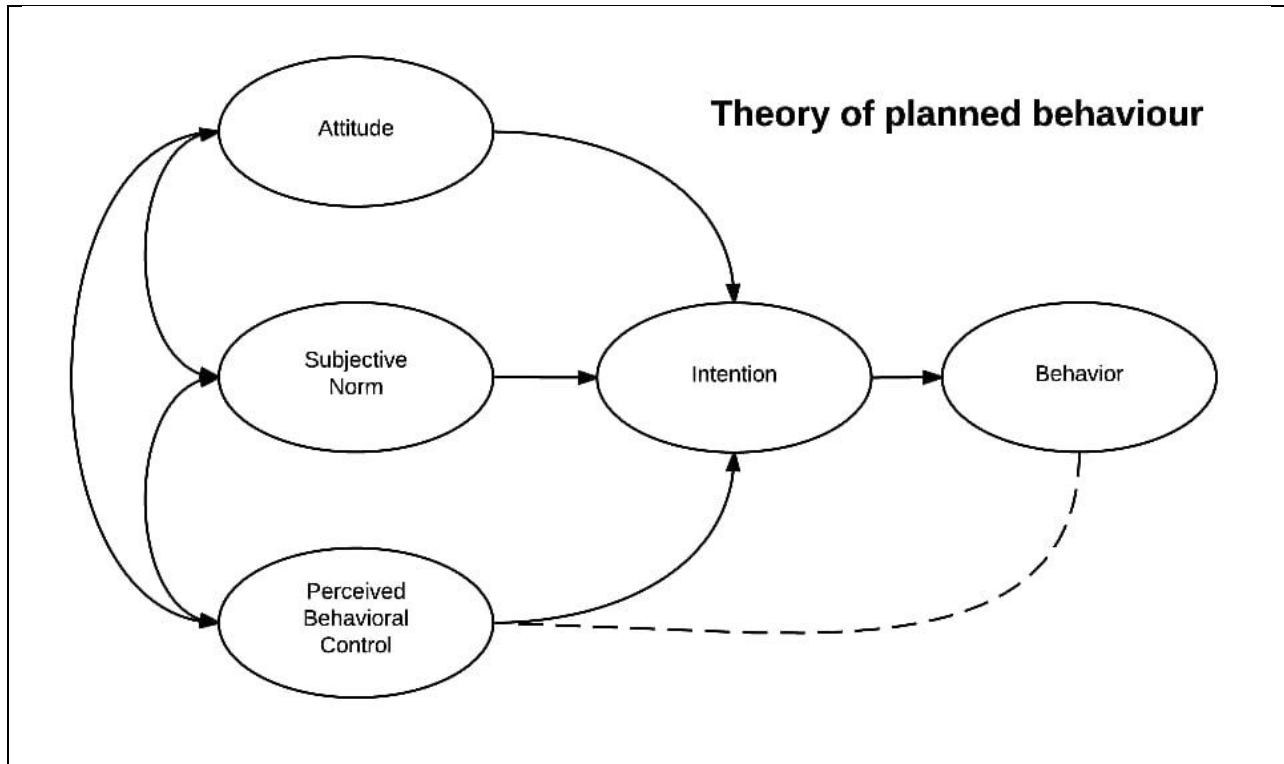 Theory of planned behaviour
Attitude
Subjective
Norm
Intention
Behavior
Perceived
Behavioral
Control